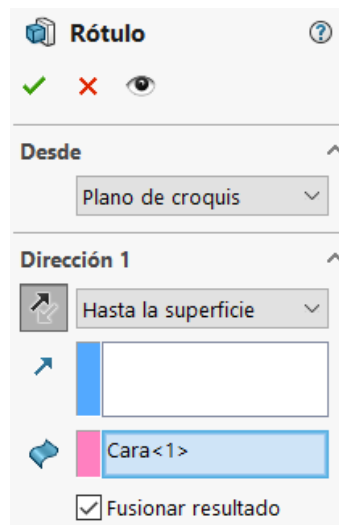 Rótulo
Desde
Plano de croquis
Dirección 1
Hasta la superficie
Cara<1>
Fusionar resultado